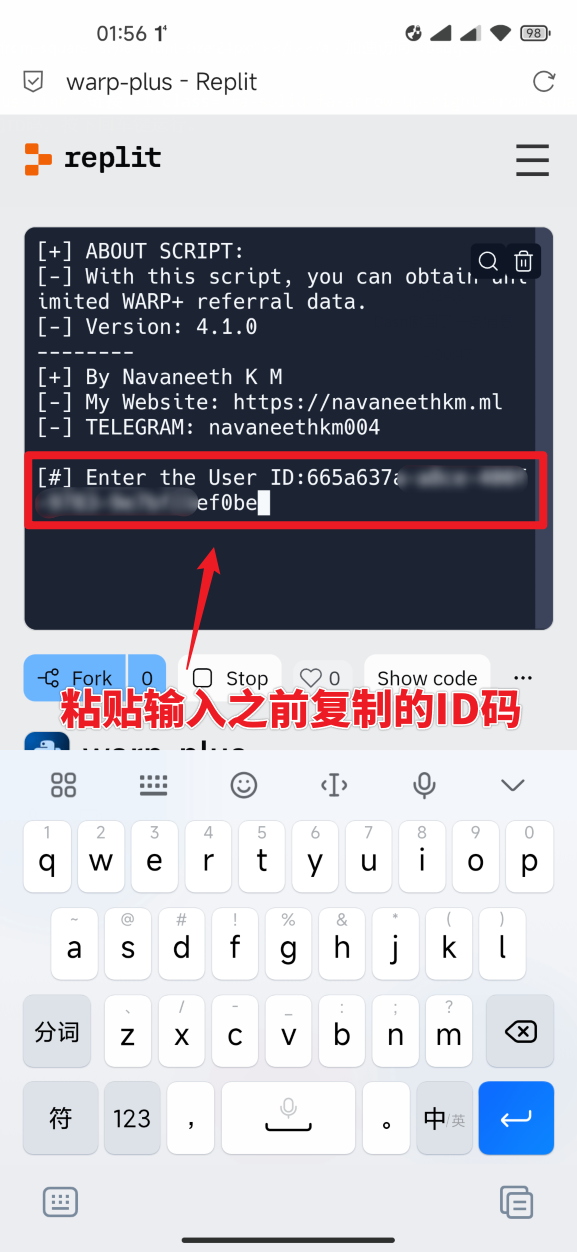 01:56
98
warp-plus - Replit
replit
[+] ABOUT SCRIPT:
[-] With this script, you can obtain unl
imited WARP+ referral data.
[-] Version: 4.1.0
--------
[+] By Navaneeth K M
[-] My Website: https://navaneethkm.ml
[-] TELEGRAM: navaneethkm004
[#] Enter the User ID:665a637a
ef0be
Fork 0 Stop 0 Show code ...
粘贴输入之前复制的ID码
warp-plus
1 2 3 4 5 6 7 8 9 0
q w e r t y u i o p
~ @ # ! % & * ( )
a s d f g h j k l
、 / - _ : ; ?
分词 z x c v b n m
符 123 , 。 中/英